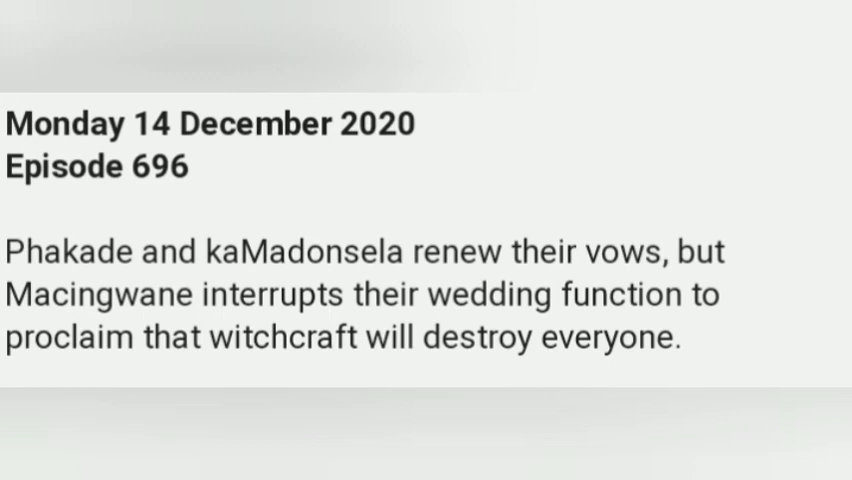 Monday 14 December 2020
Episode 696
Phakade and kaMadonsela renew their vows, but
Macingwane interrupts their wedding function to
proclaim that witchcraft will destroy everyone.